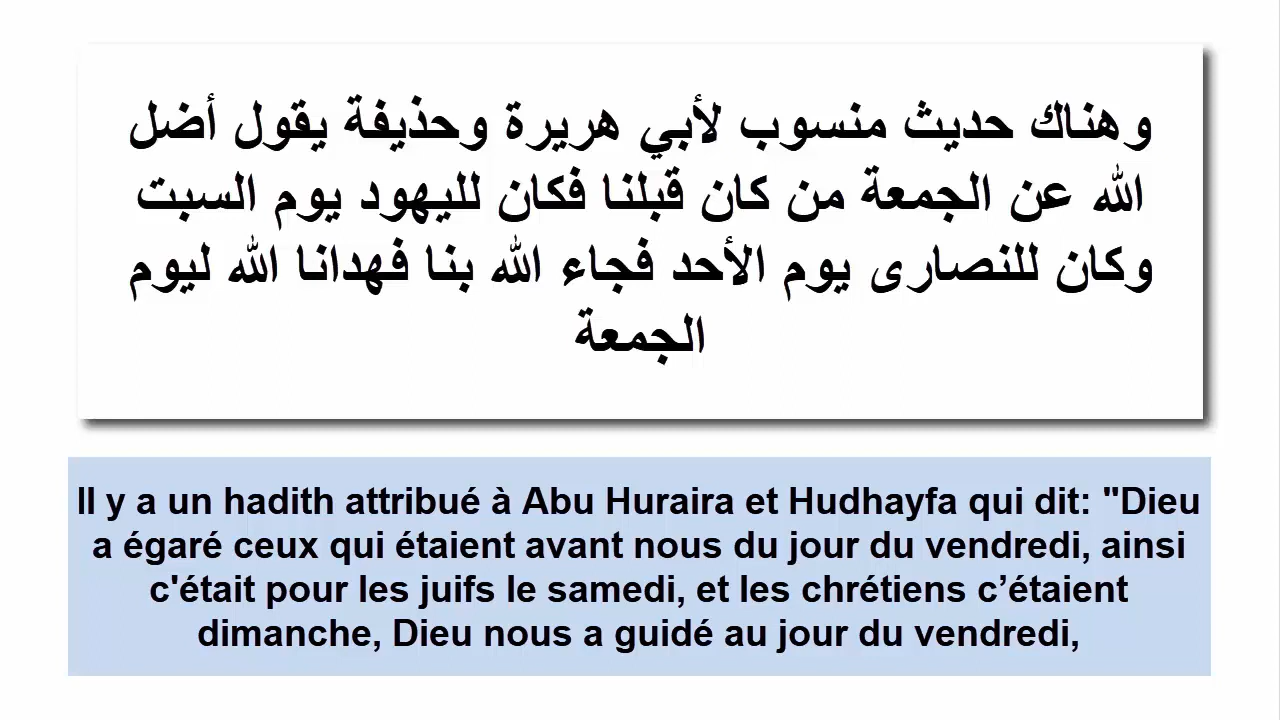 وهناك حديث منسوب لأبي هريرة وحذيفة يقول أضل
الله عن الجمعة من كان قبلنا فكان لليهود يوم السبت
وكان للنصارى يوم الأحد فجاء الله بنا فهدانا الله ليوم
الجمعة
Il y a un hadith attribué à Abu Huraira et Hudhayfa qui dit: "Dieu
a égaré ceux qui étaient avant nous du jour du vendredi, ainsi
c'était pour les juifs le samedi, et les chrétiens c’étaient
dimanche, Dieu nous a guidé au jour du vendredi,